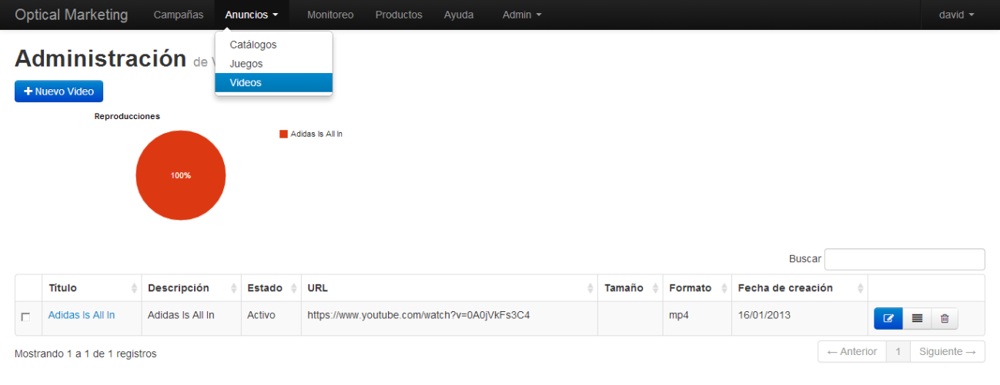 Optical Marketing Campañas Anuncios Monitoreo Productos Ayuda Admin david
Catálogos
Juegos
Videos
Administración de
+ Nuevo Video
Reproducciones
Adidas Is All In
100%
Buscar
Título Descripción Estado URL Tamaño Formato Fecha de creación
Adidas Is All In Adidas Is All In Activo https://www.youtube.com/watch?v=0A0jVkFs3C4 mp4 16/01/2013
Mostrando 1 a 1 de 1 registros
← Anterior 1 Siguiente →